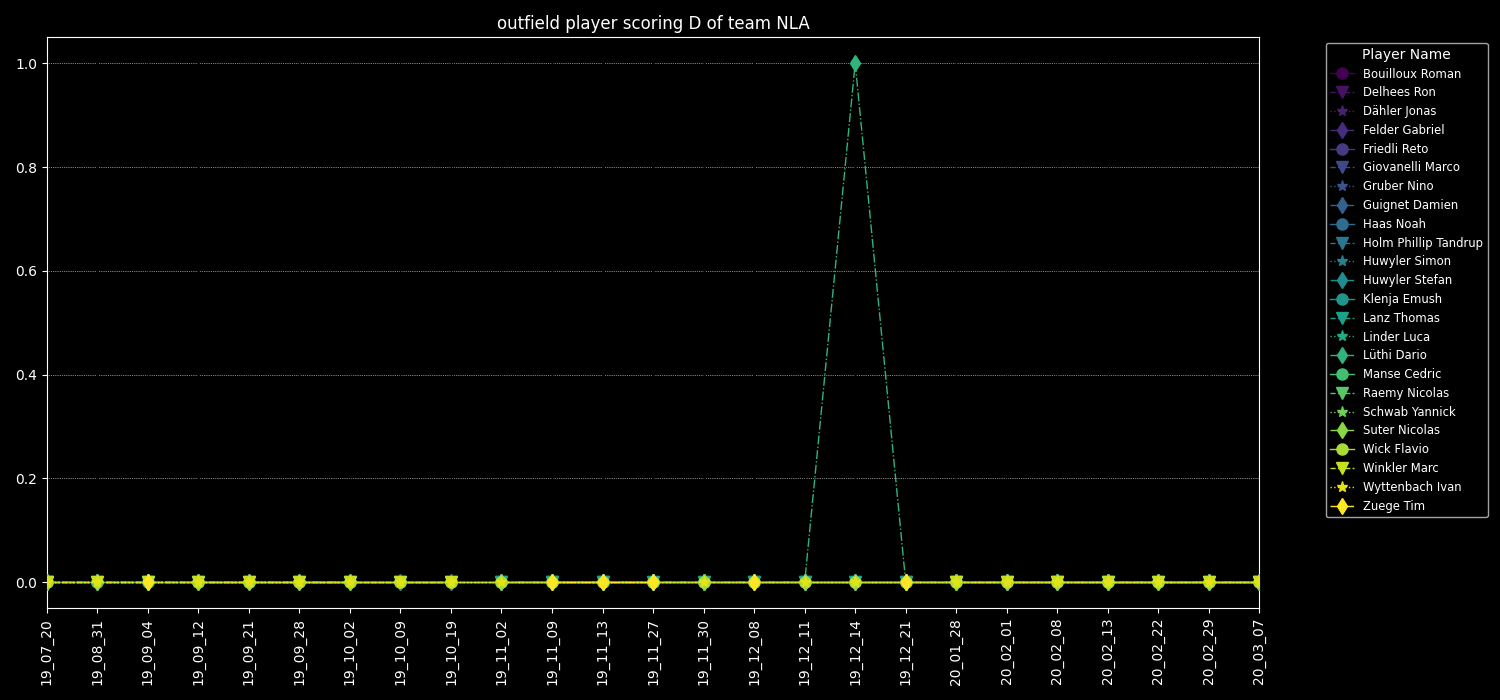 outfield player scoring D of team NLA
1.0
0.8
0.6
0.4
0.2
0.0
19_07_20
19_08_31
19_09_04
19_09_12
19_09_21
19_09_28
19_10_02
19_10_09
19_10_19
19_11_02
19_11_09
19_11_13
19_11_27
19_11_30
19_12_08
19_12_11
19_12_14
19_12_21
20_01_28
20_02_01
20_02_08
20_02_13
20_02_22
20_02_29
20_03_07
Player Name
Bouilloux Roman
Delhees Ron
Dähler Jonas
Felder Gabriel
Friedli Reto
Giovanelli Marco
Gruber Nino
Guignet Damien
Haas Noah
Holm Phillip Tandrup
Huwyler Simon
Huwyler Stefan
Klenja Emush
Lanz Thomas
Linder Luca
Lüthi Dario
Manse Cedric
Raemy Nicolas
Schwab Yannick
Suter Nicolas
Wick Flavio
Winkler Marc
Wyttenbach Ivan
Zuege Tim